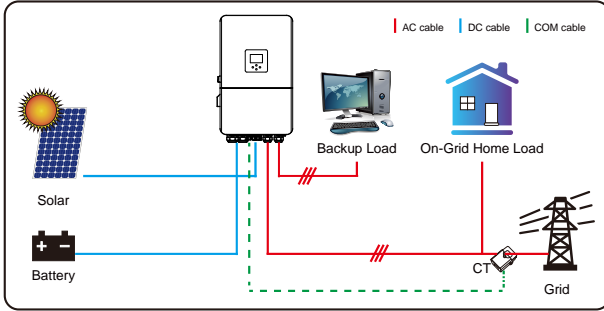 AC cable DC cable COM cable
Backup Load On-Grid Home Load
Solar
CT
Battery
Grid